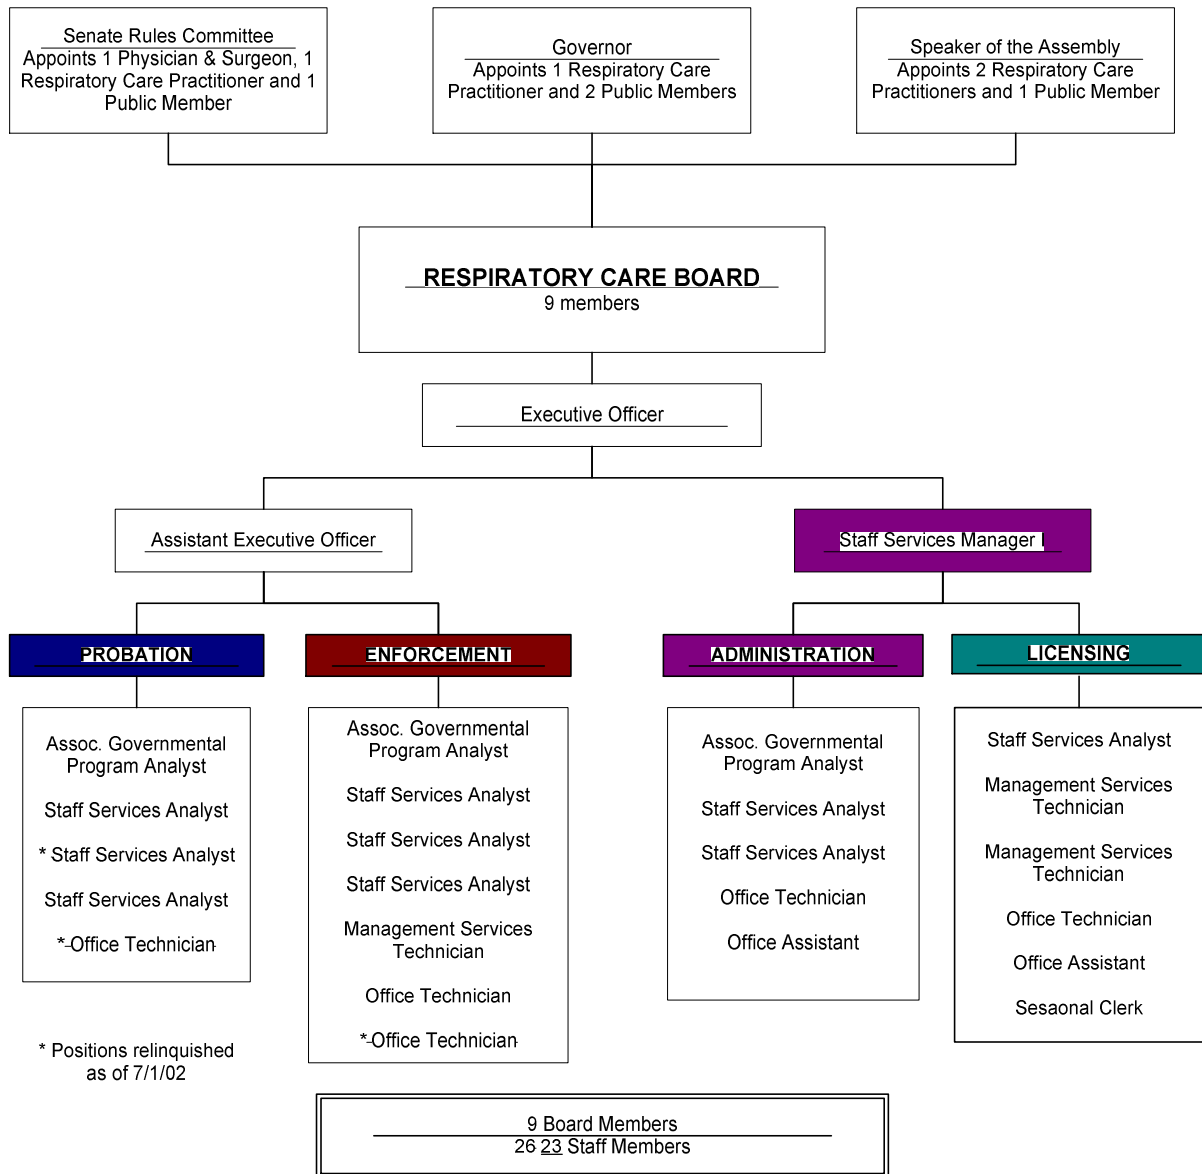 Senate Rules Committee
Appoints 1 Physician & Surgeon, 1
Respiratory Care Practitioner and 1
Public Member
Governor
Appoints 1 Respiratory Care
Practitioner and 2 Public Members
Speaker of the Assembly
Appoints 2 Respiratory Care
Practitioners and 1 Public Member
RESPIRATORY CARE BOARD
9 members
Executive Officer
Assistant Executive Officer
Staff Services Manager I
PROBATION
ENFORCEMENT
ADMINISTRATION
LICENSING
Assoc. Governmental
Program Analyst
Staff Services Analyst
* Staff Services Analyst
Staff Services Analyst
* Office Technician
Assoc. Governmental
Program Analyst
Staff Services Analyst
Staff Services Analyst
Staff Services Analyst
Management Services
Technician
Office Technician
* Office Technician
Assoc. Governmental
Program Analyst
Staff Services Analyst
Staff Services Analyst
Office Technician
Office Assistant
Staff Services Analyst
Management Services
Technician
Management Services
Technician
Office Technician
Office Assistant
Sesaonal Clerk
* Positions relinquished
as of 7/1/02
9 Board Members
26 23 Staff Members